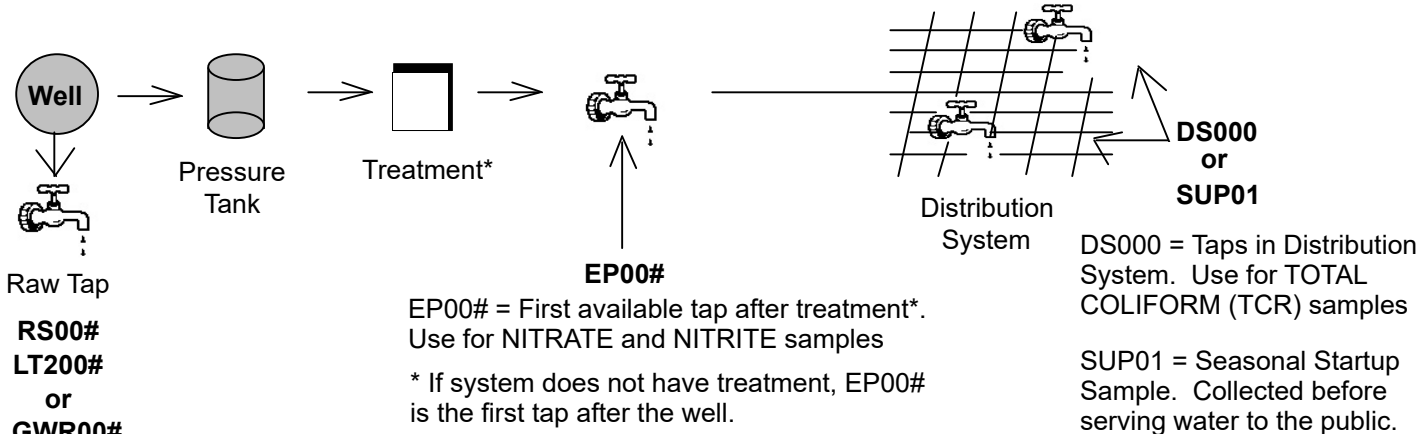 Well
Pressure
Tank
Treatment*
Raw Tap
RS00#
LT200#
or
GWR00#
EP00#
EP00# = First available tap after treatment*.
Use for NITRATE and NITRITE samples
* If system does not have treatment, EP00#
is the first tap after the well.
Distribution
System
DS000
or
SUP01
DS000 = Taps in Distribution
System. Use for TOTAL
COLIFORM (TCR) samples
SUP01 = Seasonal Startup
Sample. Collected before
serving water to the public.